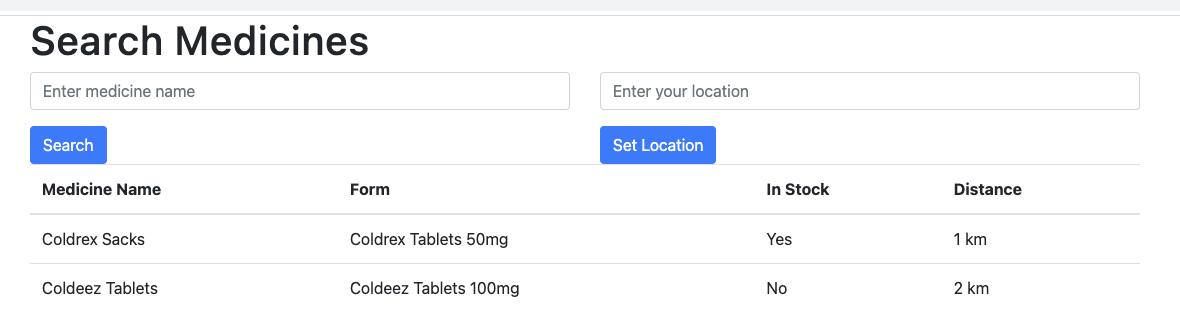 Search Medicines
Enter medicine name
Enter your location
Search
Set Location
Medicine Name Form In Stock Distance
Coldrex Sacks Coldrex Tablets 50mg Yes 1 km
Coldeez Tablets Coldeez Tablets 100mg No 2 km